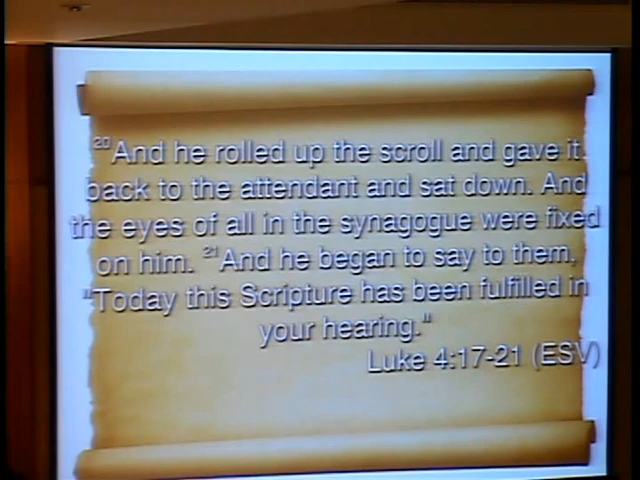 20And he rolled up the scroll and gave it
back to the attendant and sat down. And
the eyes of all in the synagogue were fixed
on him. 21And he began to say to them,
"Today this Scripture has been fulfilled in
your hearing."
Luke 4:17-21 (ESV)